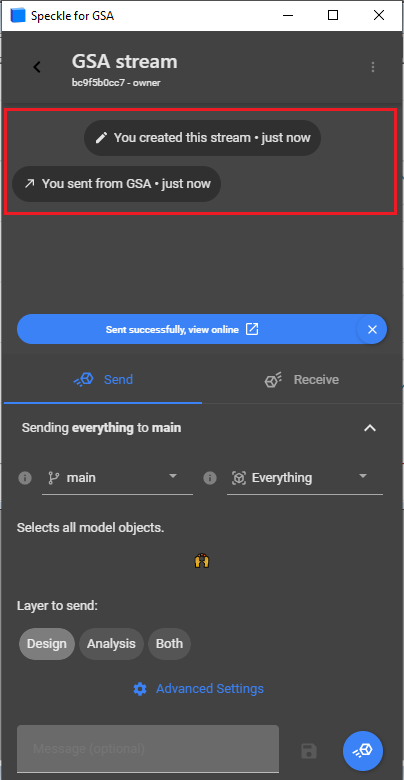 Speckle for GSA
GSA stream
bc9f5b0cc7 - owner
You created this stream • just now
You sent from GSA • just now
Sent successfully, view online
Send
Receive
Sending everything to main
main
Everything
Selects all model objects.
Layer to send:
Design
Analysis
Both
Advanced Settings
Message (optional)